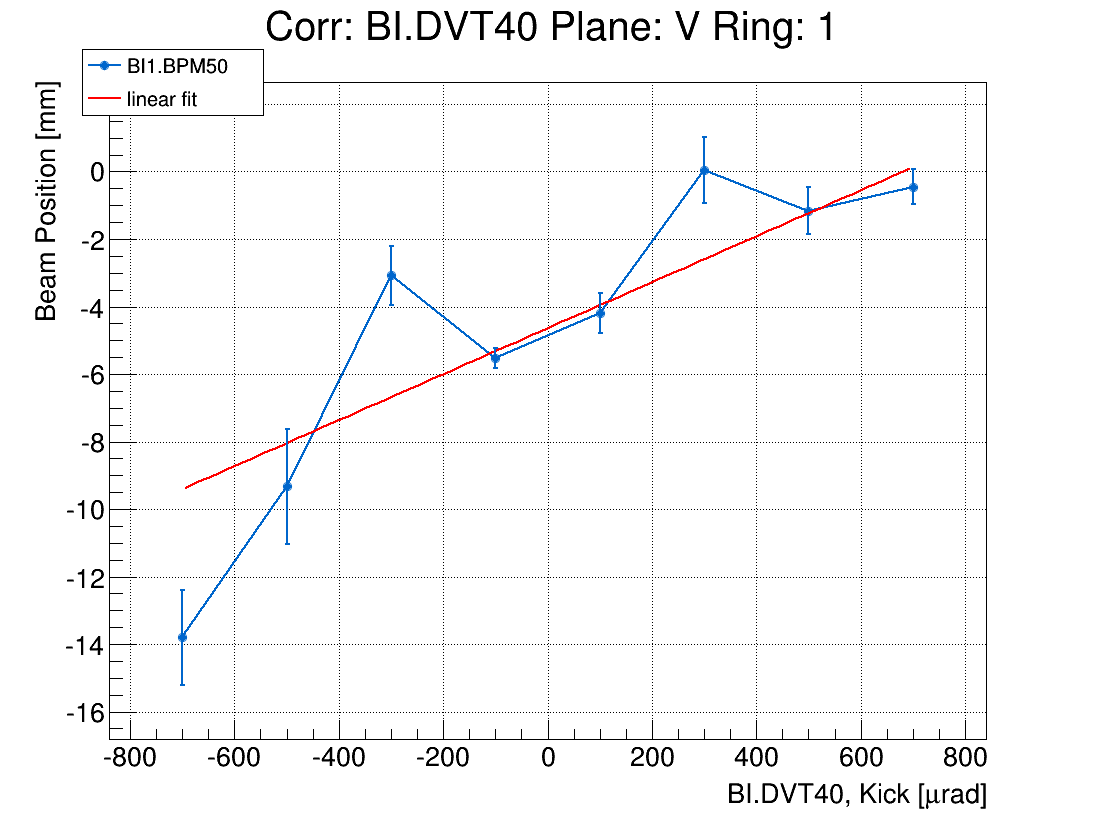 Corr: BI.DVT40 Plane: V Ring: 1
BI1.BPM50
linear fit
Beam Position [mm]
0
-2
-4
-6
-8
-10
-12
-14
-16
-800 -600 -400 -200 0 200 400 600 800
BI.DVT40, Kick [μrad]